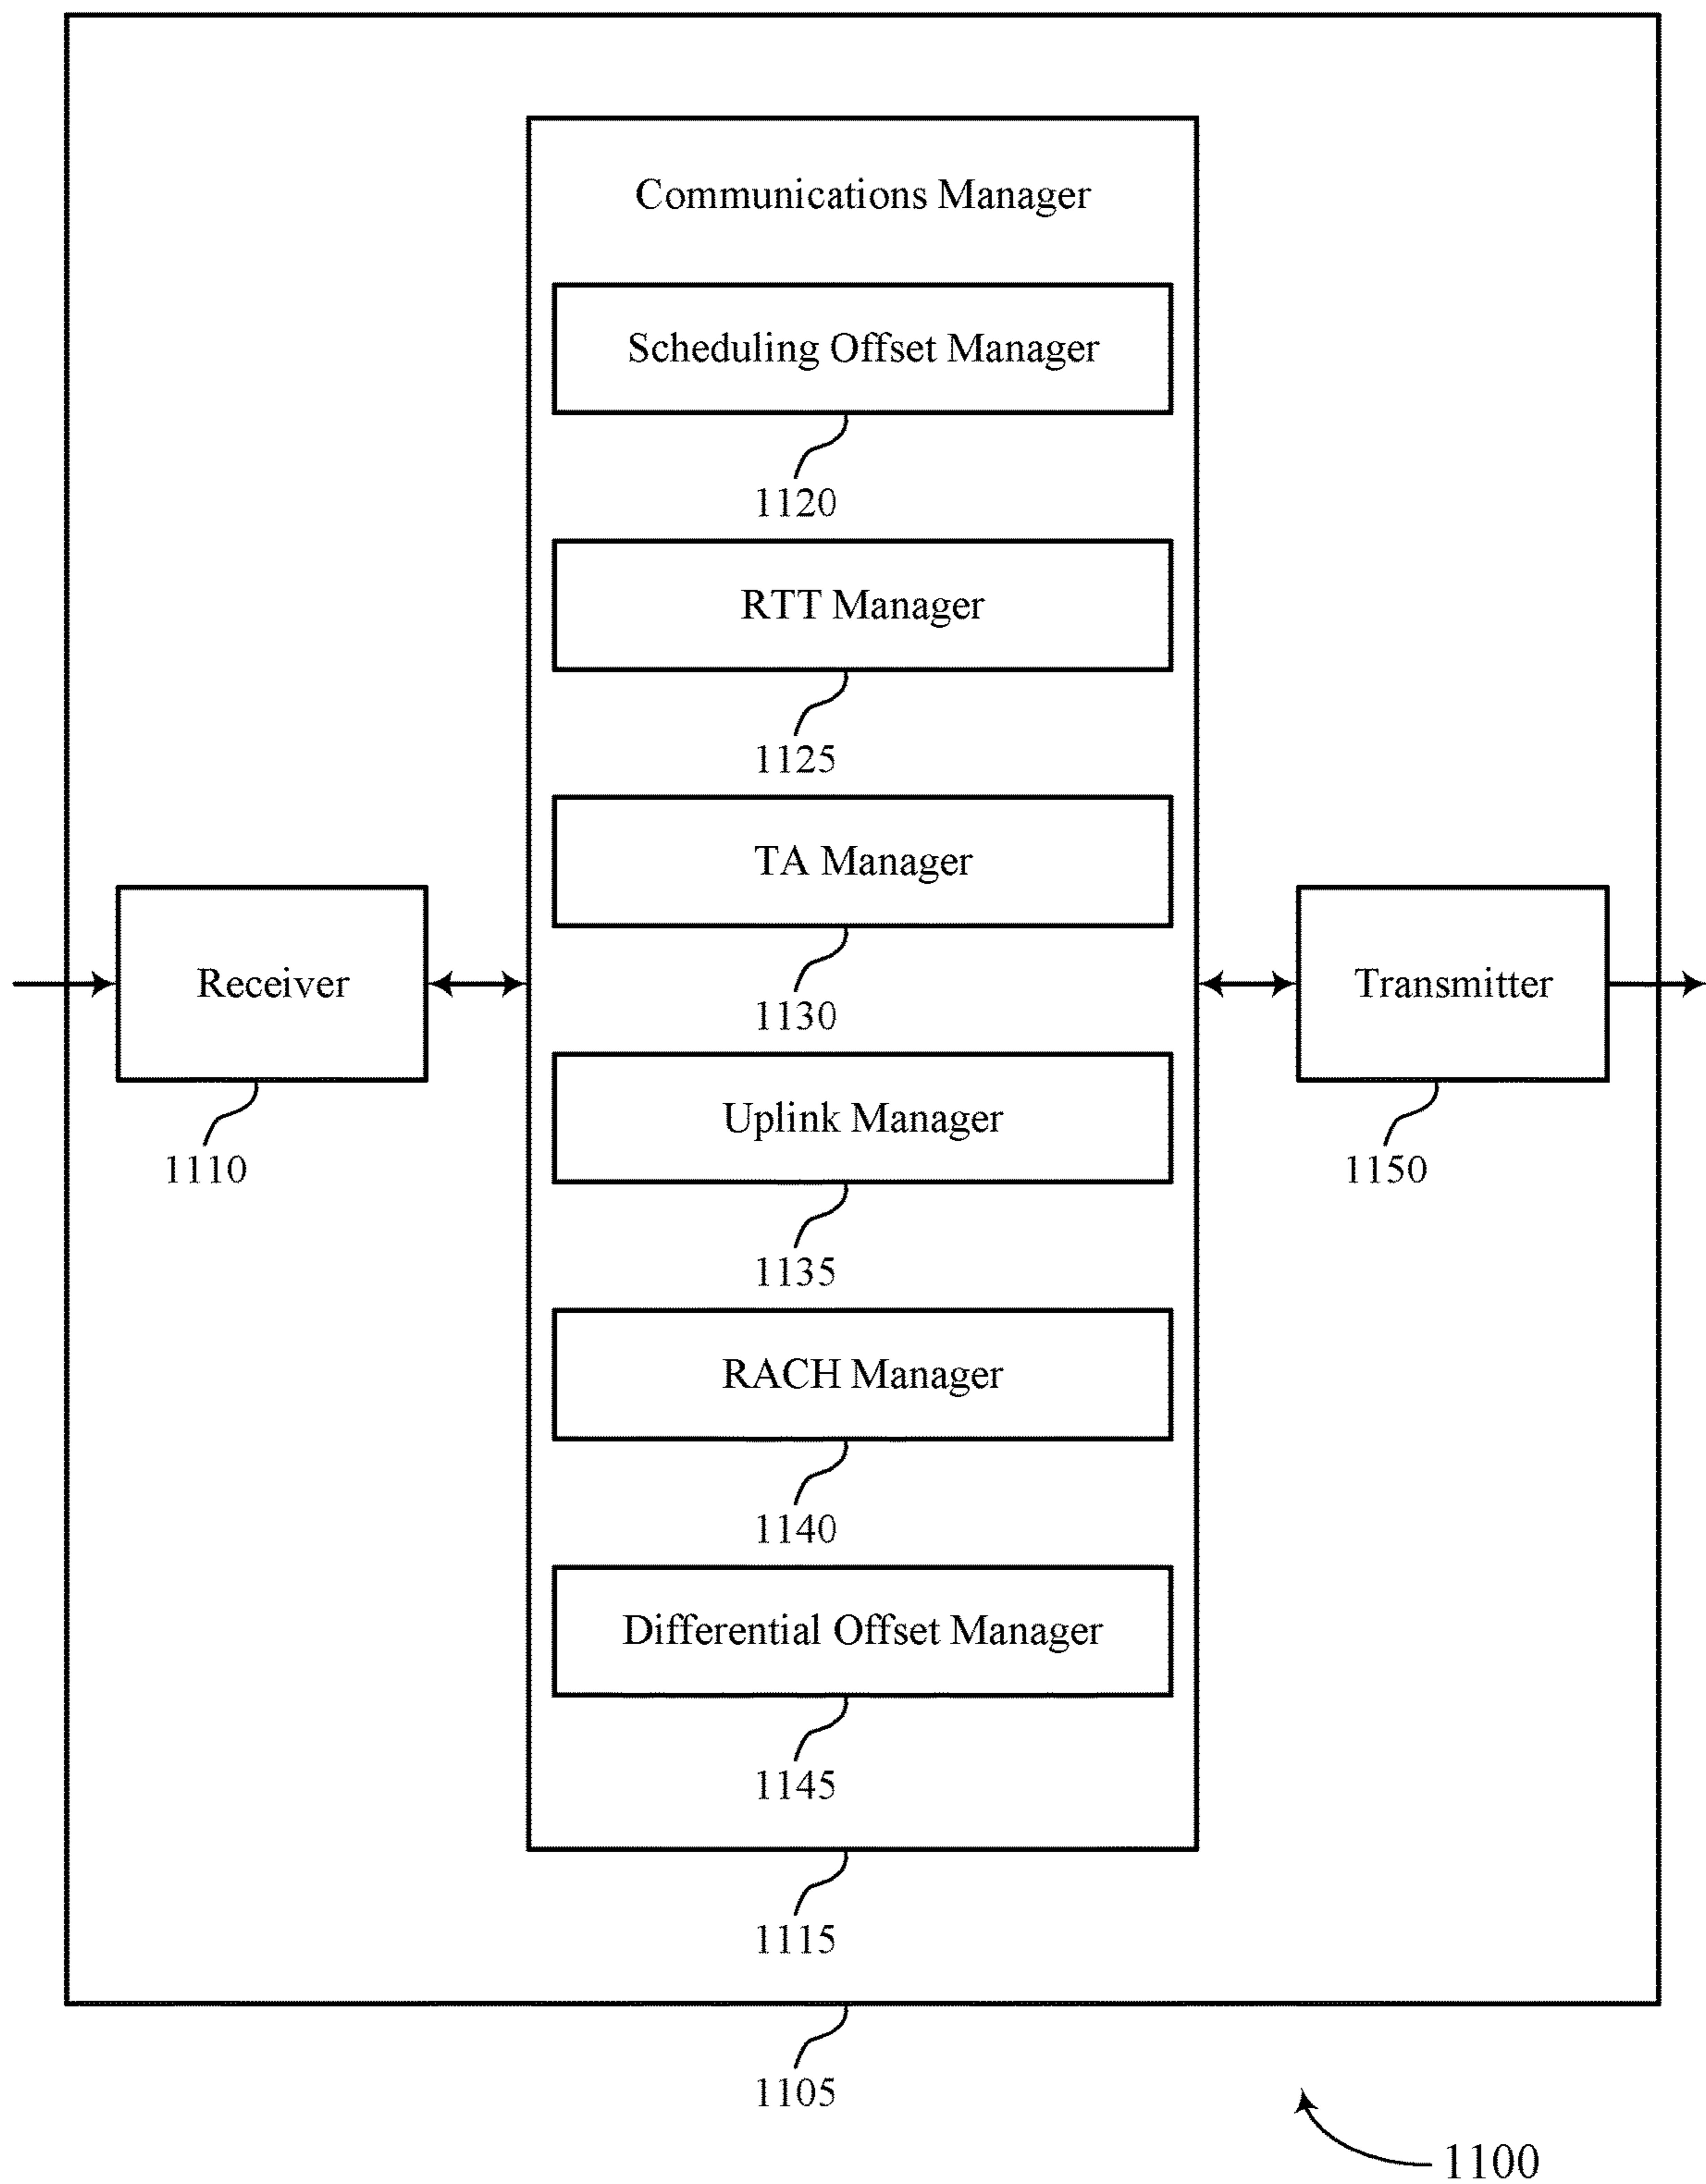 Communications Manager
Scheduling Offset Manager
1120
RTT Manager
1125
TA Manager
1130
Receiver
1110
Transmitter
1150
Uplink Manager
1135
RACH Manager
1140
Differential Offset Manager
1145
1115
1105
1100